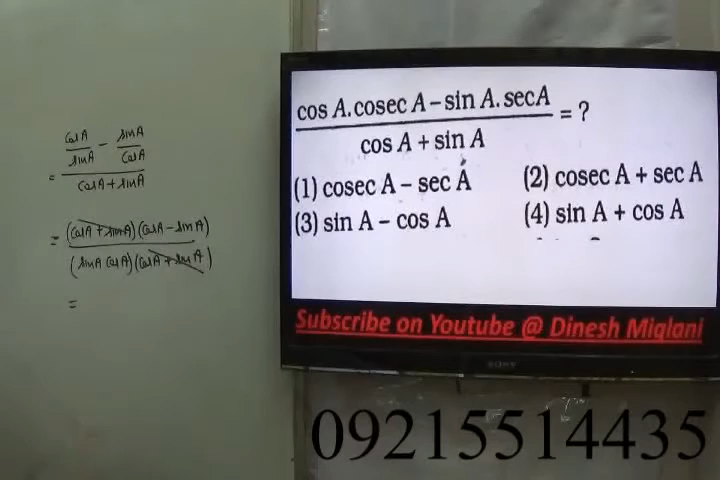 = (cosA/sinA - sinA/cosA) / (cosA + sinA)
= (cosA + sinA)(cosA - sinA) / (sinA cosA)(cosA + sinA)
=
cos A.cosec A – sin A.sec A
cos A + sin A
= ?
(1) cosec A – sec A
(2) cosec A + sec A
(3) sin A – cos A
(4) sin A + cos A
Subscribe on Youtube @ Dinesh Miglani
SONY
09215514435